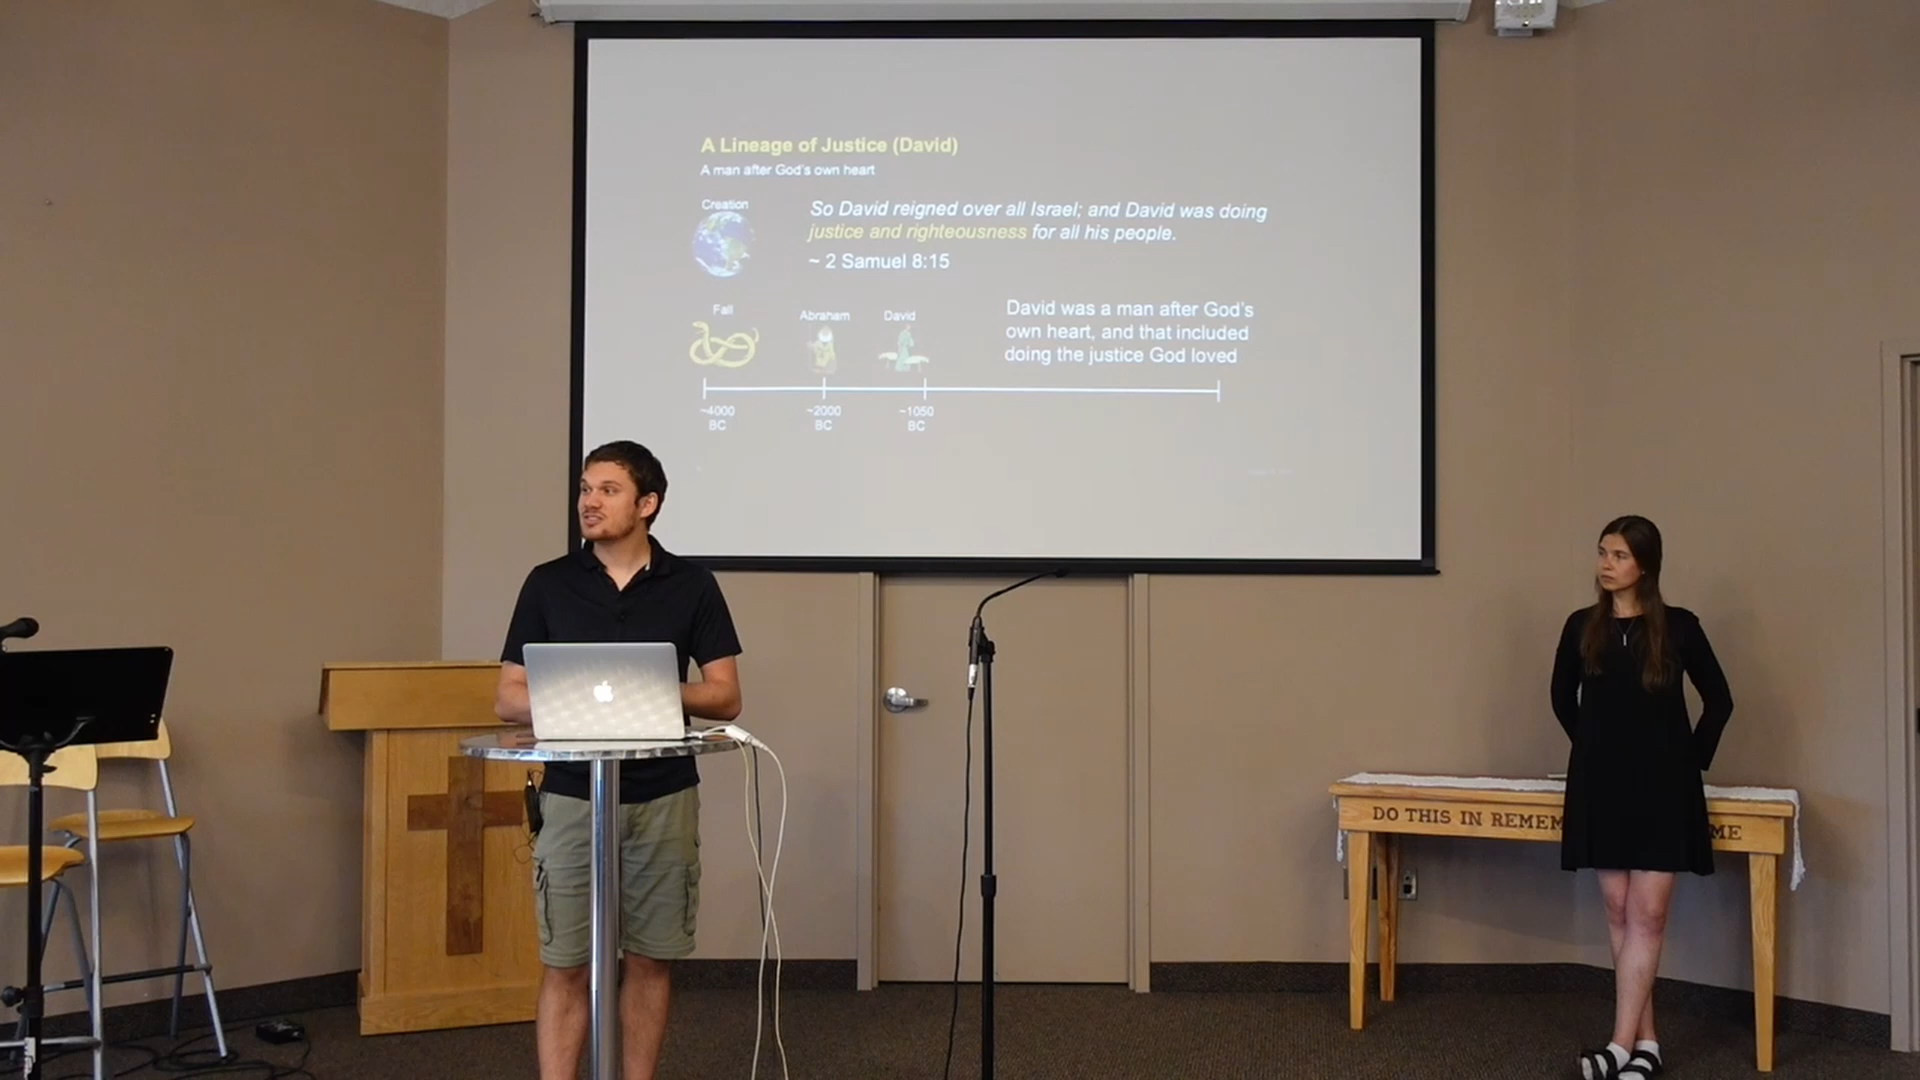 A Lineage of Justice (David)
A man after God's own heart
Creation
So David reigned over all Israel; and David was doing
justice and righteousness for all his people.
~ 2 Samuel 8:15
Fall
Abraham
David
David was a man after God's
own heart, and that included
doing the justice God loved
~4000
BC
~2000
BC
~1050
BC
DO THIS IN REMEM ME